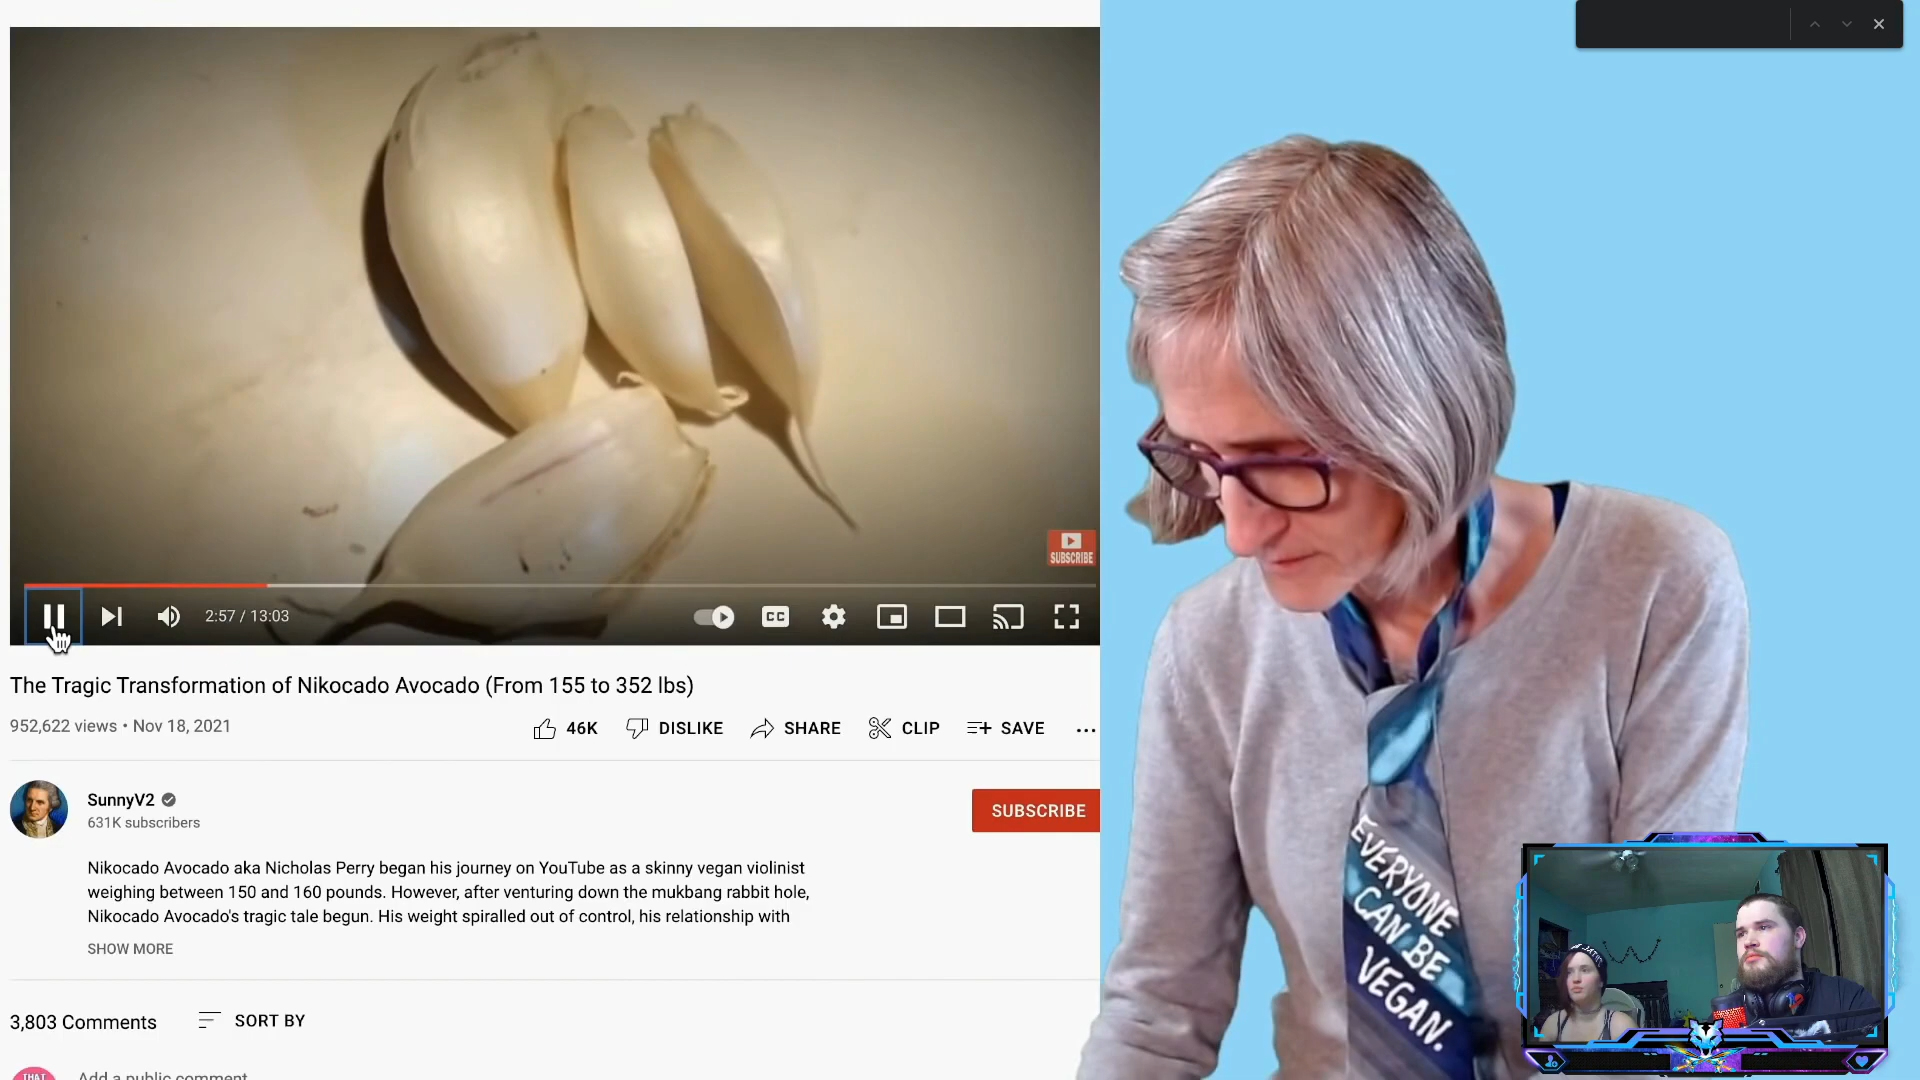 SUBSCRIBE
2:57 / 13:03
CC
The Tragic Transformation of Nikocado Avocado (From 155 to 352 lbs)
952,622 views • Nov 18, 2021
46K DISLIKE SHARE CLIP SAVE ...
SunnyV2
631K subscribers
SUBSCRIBE
Nikocado Avocado aka Nicholas Perry began his journey on YouTube as a skinny vegan violinist
weighing between 150 and 160 pounds. However, after venturing down the mukbang rabbit hole,
Nikocado Avocado's tragic tale begun. His weight spiralled out of control, his relationship with
SHOW MORE
3,803 Comments SORT BY
THAT
Add a public comment
EVERYONE
CAN BE
VEGAN.